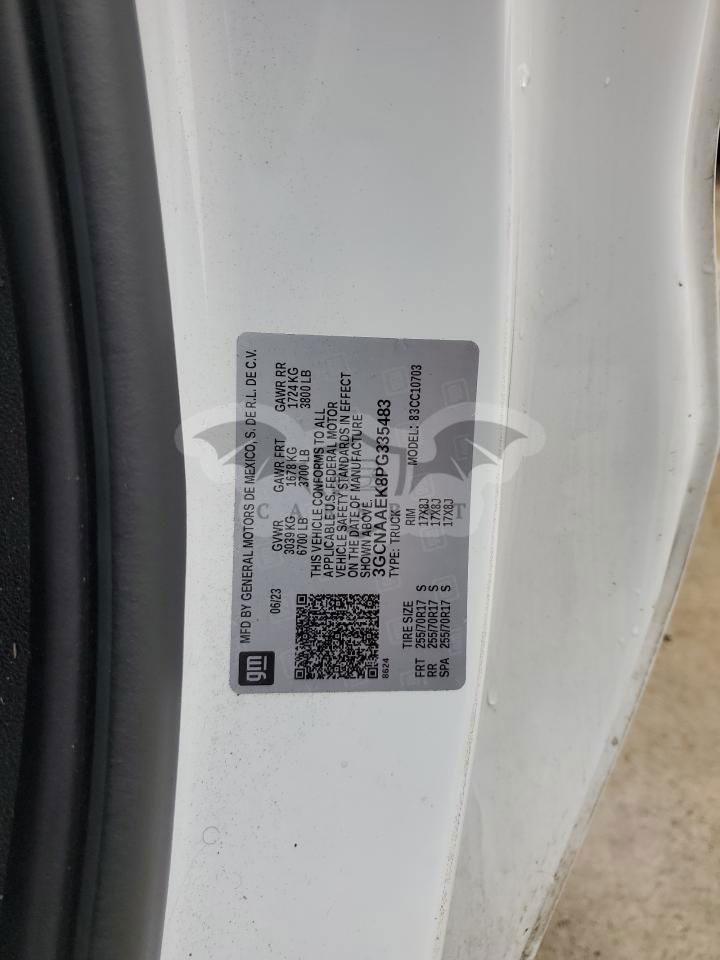 gm
MFD BY GENERAL MOTORS DE MEXICO, S. DE R.L. DE C.V.
06/23
GVWR GAWR FRT GAWR RR
3039 KG 1678 KG 1724 KG
6700 LB 3700 LB 3800 LB
THIS VEHICLE CONFORMS TO ALL
APPLICABLE U.S. FEDERAL MOTOR
VEHICLE SAFETY STANDARDS IN EFFECT
ON THE DATE OF MANUFACTURE
SHOWN ABOVE.
3GCNAAEK8PG335483
8624
TYPE: TRUCK MODEL: 83CC10703
TIRE SIZE RIM
FRT 255/70R17 S 17X8J
RR 255/70R17 S 17X8J
SPA 255/70R17 S 17X8J